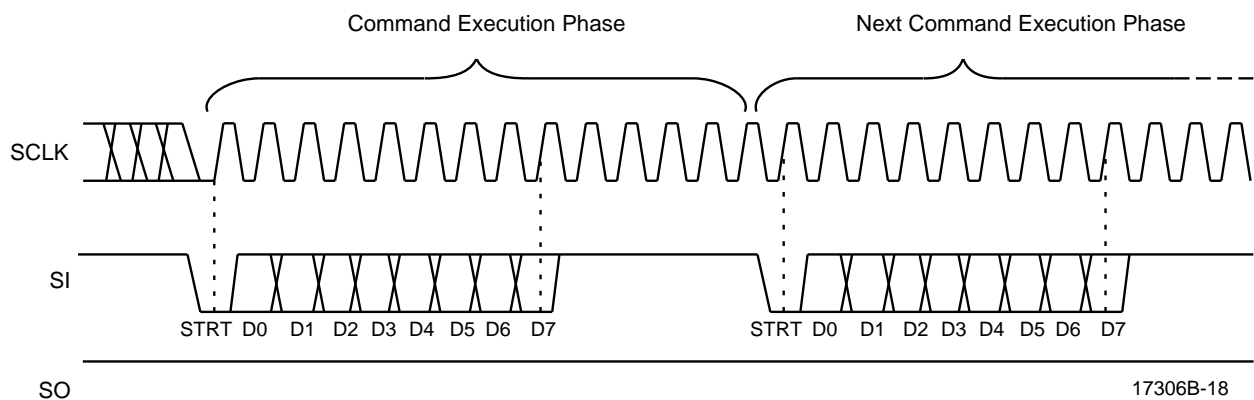 Command Execution Phase
Next Command Execution Phase
SCLK
SI
STRT D0 D1 D2 D3 D4 D5 D6 D7
STRT D0 D1 D2 D3 D4 D5 D6 D7
SO
17306B-18